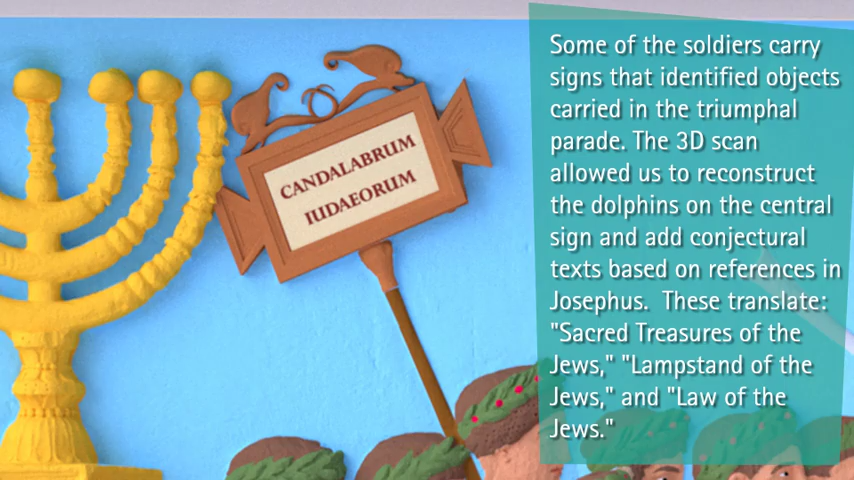 CANDALABRUM
IUDAEORUM
Some of the soldiers carry
signs that identified objects
carried in the triumphal
parade. The 3D scan
allowed us to reconstruct
the dolphins on the central
sign and add conjectural
texts based on references in
Josephus.  These translate:
"Sacred Treasures of the
Jews," "Lampstand of the
Jews," and "Law of the
Jews."